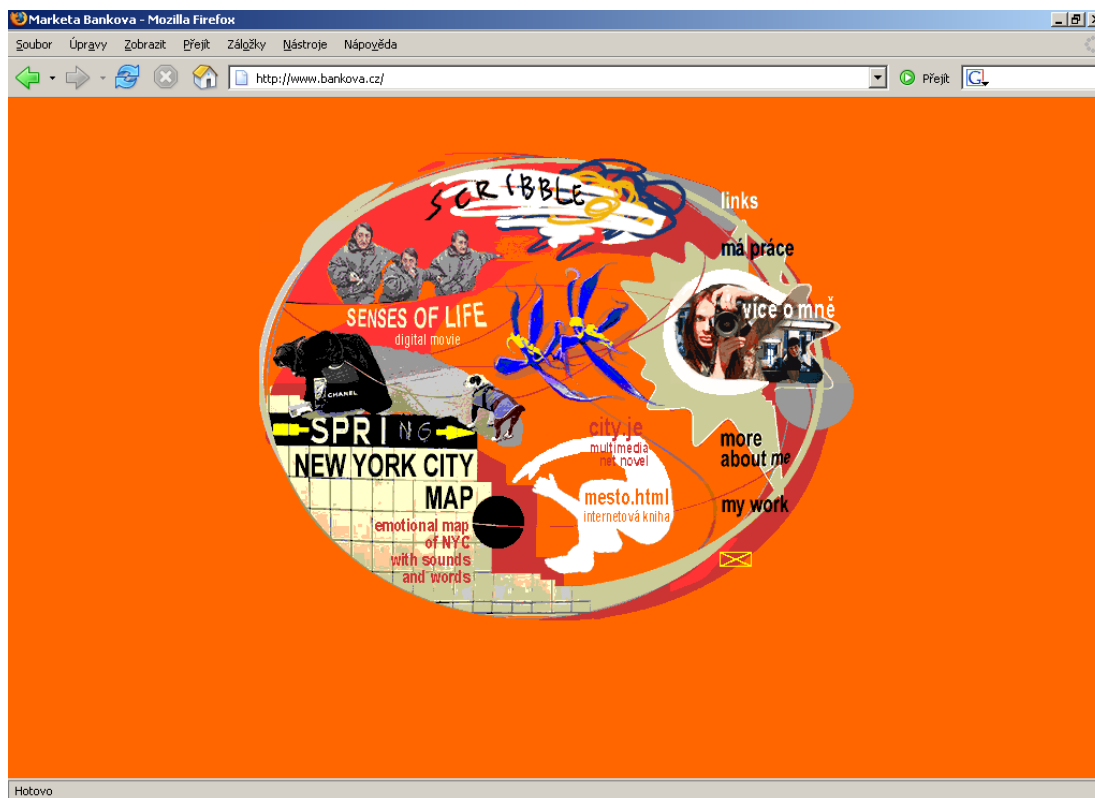 Marketa Bankova - Mozilla Firefox
Soubor Úpravy Zobrazit Přejít Záložky Nástroje Nápověda
http://www.bankova.cz/ Přejít G
SCRIBBLE
links
má práce
více o mně
SENSES OF LIFE
digital movie
CHANEL
SPRING
NEW YORK CITY
MAP
emotional map
of NYC
with sounds
and words
city.je
multimedia
net novel
mesto.html
internetová kniha
more
about me
my work
Hotovo